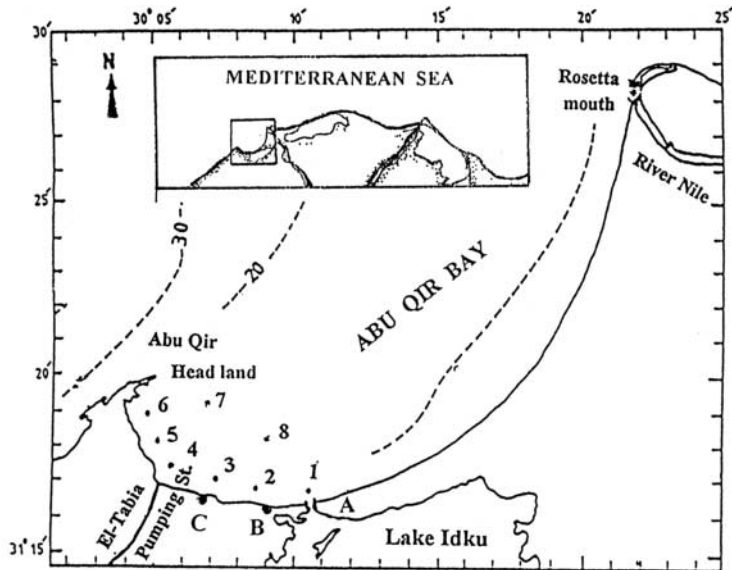 30° 05′ 10′ 15′ 20′ 25′
30′
N
MEDITERRANEAN SEA
Rosetta
mouth
River Nile
25′
30
20
ABU QIR BAY
Abu Qir
Head land
20′
20′
6
7
5
8
4
3
2
1
A
El-Tabia
Pumping St.
C
B
Lake Idku
31° 15′
15′